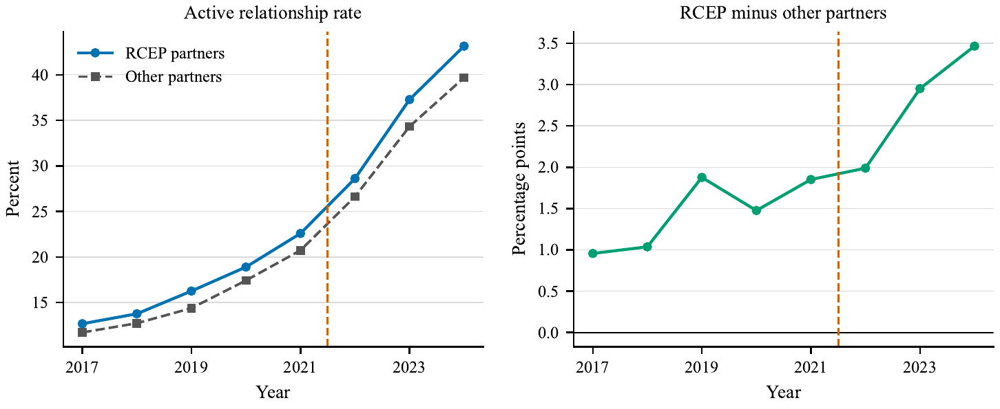 Active relationship rate
RCEP partners
Other partners
Percent
40
35
30
25
20
15
2017
2019
2021
2023
Year
RCEP minus other partners
Percentage points
3.5
3.0
2.5
2.0
1.5
1.0
0.5
0.0
2017
2019
2021
2023
Year